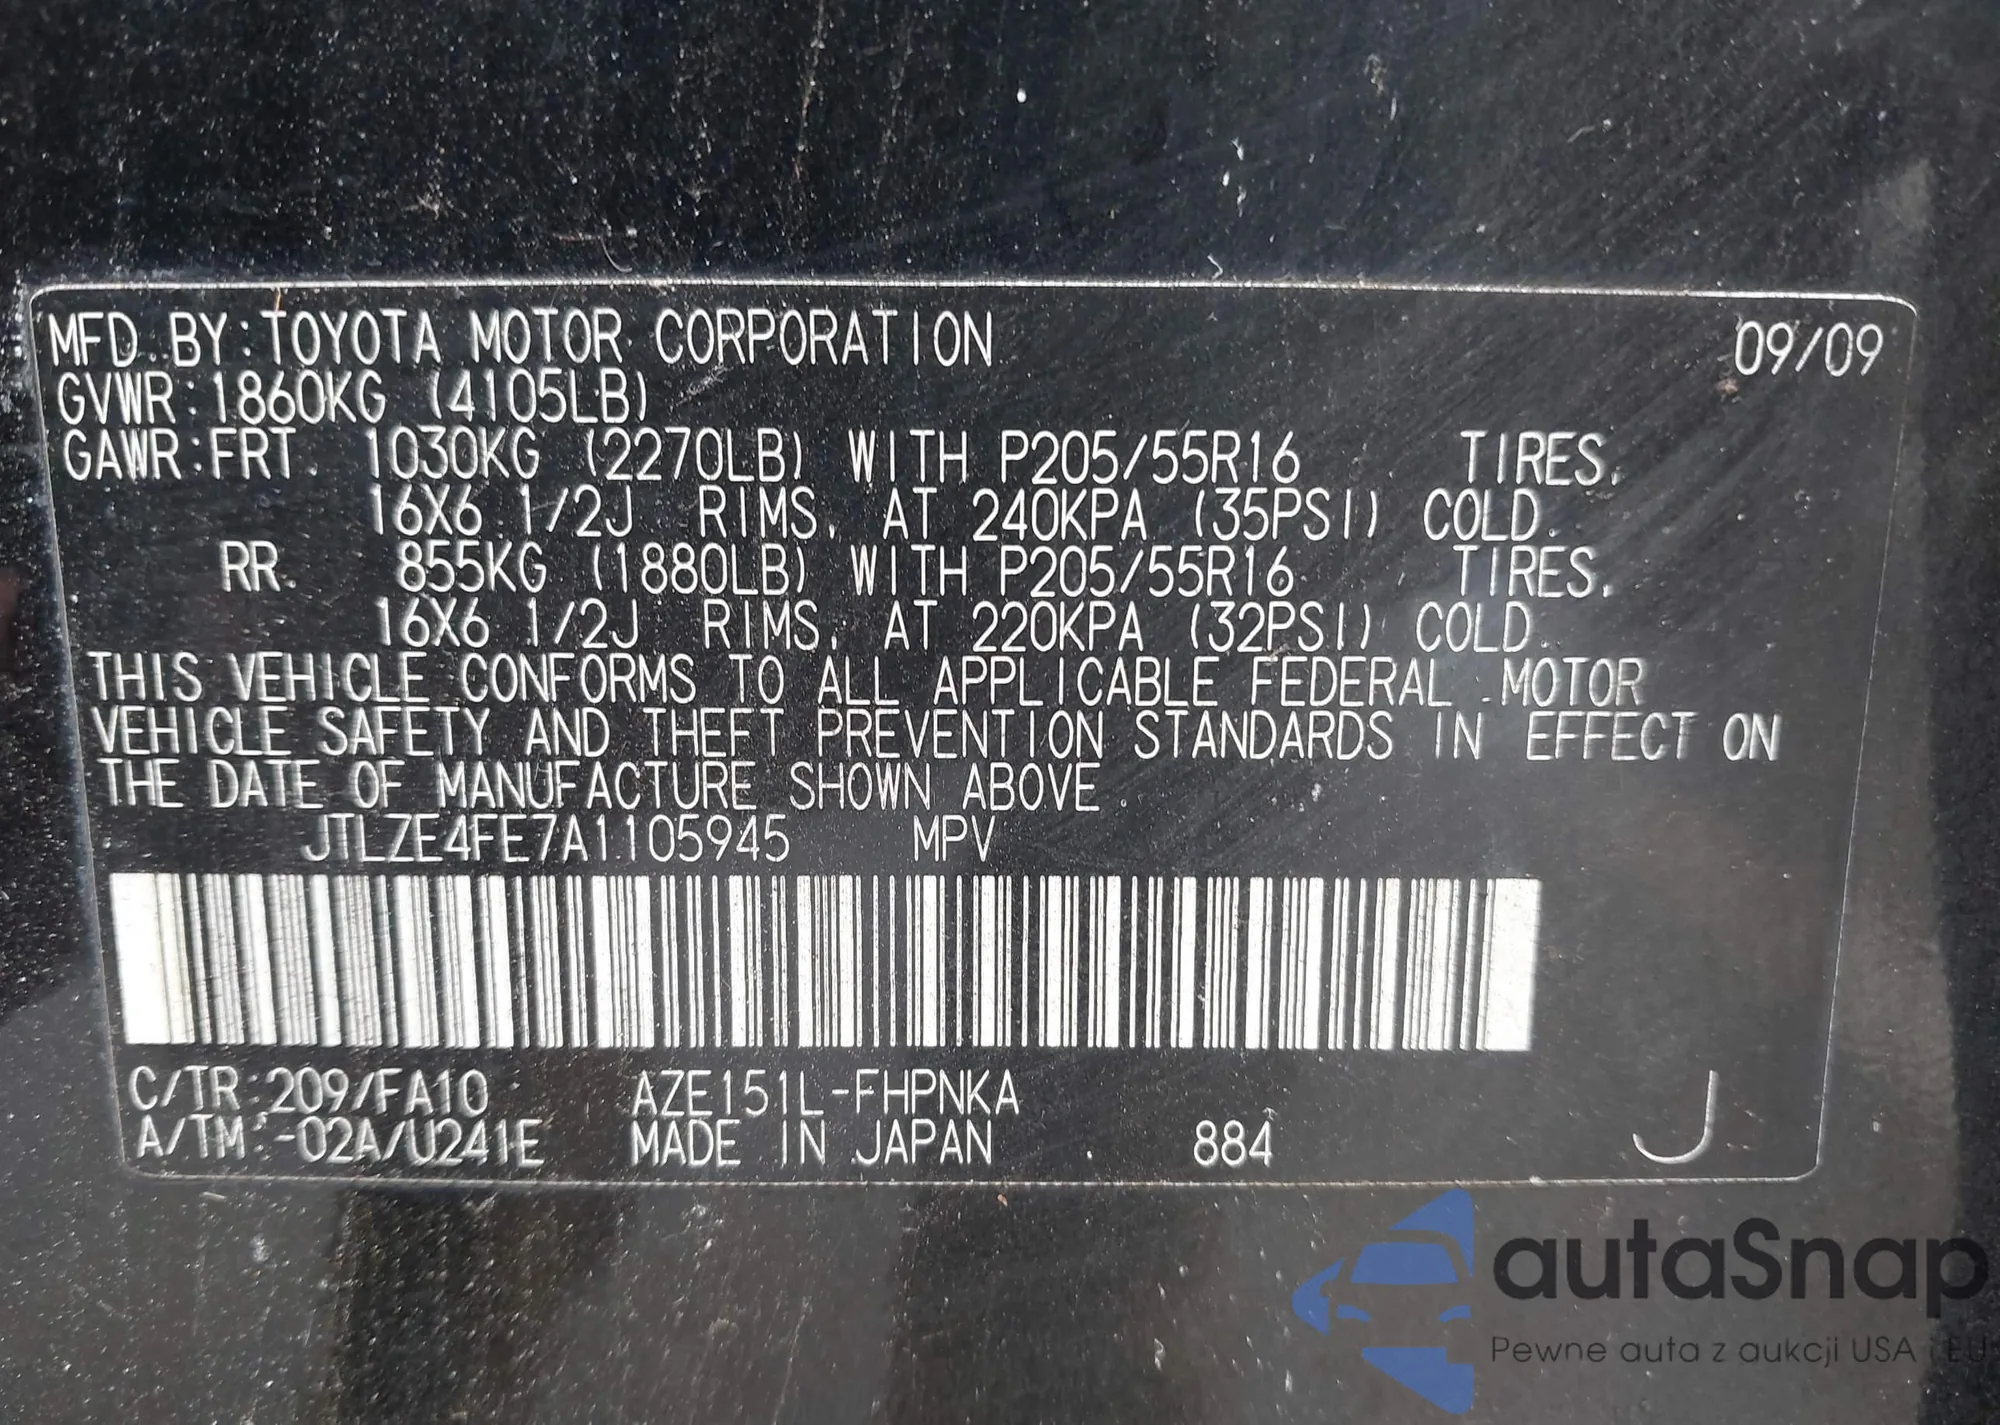 MFD. BY:TOYOTA MOTOR CORPORATION 09/09
GVWR:1860KG (4105LB)
GAWR:FRT. 1030KG (2270LB) WITH P205/55R16 TIRES,
16X6 1/2J RIMS, AT 240KPA (35PSI) COLD.
RR. 855KG (1880LB) WITH P205/55R16 TIRES,
16X6 1/2J RIMS, AT 220KPA (32PSI) COLD.
THIS VEHICLE CONFORMS TO ALL APPLICABLE FEDERAL MOTOR
VEHICLE SAFETY AND THEFT PREVENTION STANDARDS IN EFFECT ON
THE DATE OF MANUFACTURE SHOWN ABOVE.
JTLZE4FE7A1105945 MPV
C/TR:209/FA10 AZE151L-FHPNKA
A/TM:-02A/U241E MADE IN JAPAN 884 J
autaSnap
Pewne auta z aukcji USA i EU